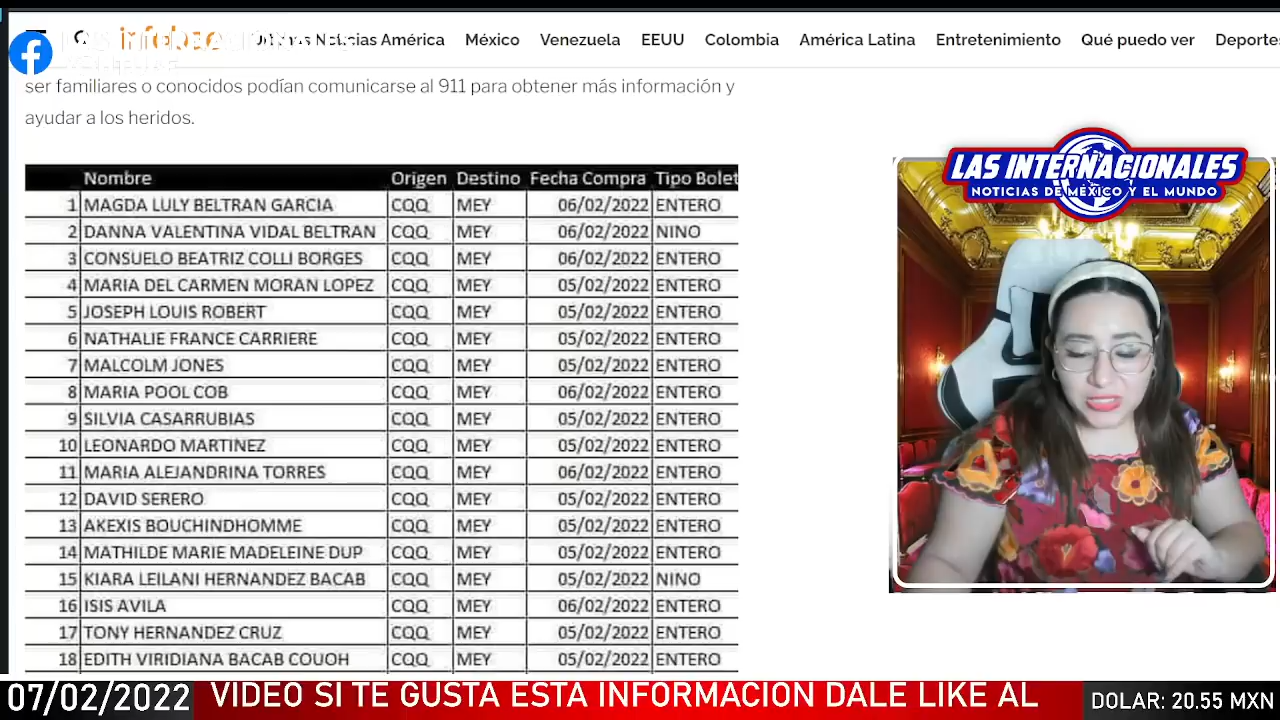 infobae
Últimas Noticias América México Venezuela EEUU Colombia América Latina Entretenimiento Qué puedo ver Deportes
ser familiares o conocidos podían comunicarse al 911 para obtener más información y
ayudar a los heridos.
Nombre Origen Destino Fecha Compra Tipo Bolet
1 MAGDA LULY BELTRAN GARCIA CQQ MEY 06/02/2022 ENTERO
2 DANNA VALENTINA VIDAL BELTRAN CQQ MEY 06/02/2022 NINO
3 CONSUELO BEATRIZ COLLI BORGES CQQ MEY 06/02/2022 ENTERO
4 MARIA DEL CARMEN MORAN LOPEZ CQQ MEY 05/02/2022 ENTERO
5 JOSEPH LOUIS ROBERT CQQ MEY 05/02/2022 ENTERO
6 NATHALIE FRANCE CARRIERE CQQ MEY 05/02/2022 ENTERO
7 MALCOLM JONES CQQ MEY 05/02/2022 ENTERO
8 MARIA POOL COB CQQ MEY 06/02/2022 ENTERO
9 SILVIA CASARRUBIAS CQQ MEY 05/02/2022 ENTERO
10 LEONARDO MARTINEZ CQQ MEY 05/02/2022 ENTERO
11 MARIA ALEJANDRINA TORRES CQQ MEY 06/02/2022 ENTERO
12 DAVID SERERO CQQ MEY 05/02/2022 ENTERO
13 AKEXIS BOUCHINDHOMME CQQ MEY 05/02/2022 ENTERO
14 MATHILDE MARIE MADELEINE DUP CQQ MEY 05/02/2022 ENTERO
15 KIARA LEILANI HERNANDEZ BACAB CQQ MEY 05/02/2022 NINO
16 ISIS AVILA CQQ MEY 06/02/2022 ENTERO
17 TONY HERNANDEZ CRUZ CQQ MEY 05/02/2022 ENTERO
18 EDITH VIRIDIANA BACAB COUOH CQQ MEY 05/02/2022 ENTERO
LAS INTERNACIONALES
NOTICIAS DE MÉXICO Y EL MUNDO
07/02/2022 VIDEO SI TE GUSTA ESTA INFORMACION DALE LIKE AL DOLAR: 20.55 MXN